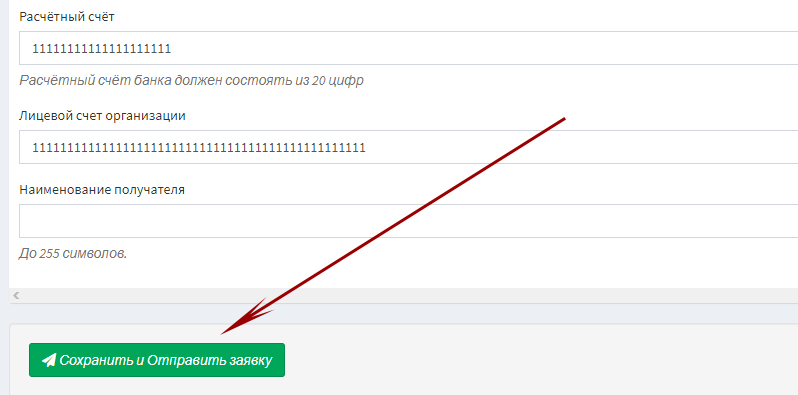 Расчётный счёт
11111111111111111111
Расчётный счёт банка должен состоять из 20 цифр
Лицевой счет организации
11111111111111111111111111111111111111111111111111
Наименование получателя
До 255 символов.
Сохранить и Отправить заявку